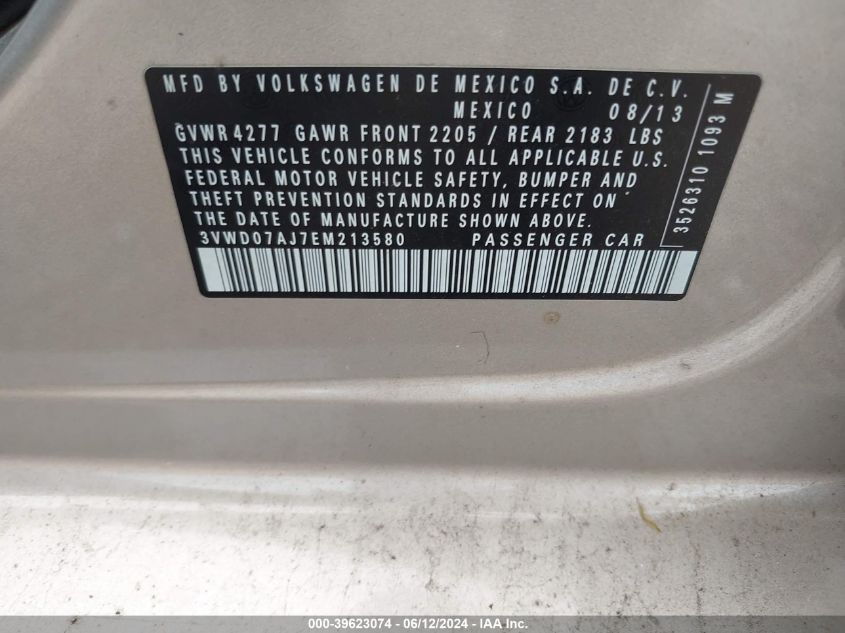 MFD BY VOLKSWAGEN DE MEXICO S.A. DE C.V.
MEXICO 08/13
GVWR 4277 GAWR FRONT 2205 / REAR 2183 LBS
THIS VEHICLE CONFORMS TO ALL APPLICABLE U.S.
FEDERAL MOTOR VEHICLE SAFETY, BUMPER AND
THEFT PREVENTION STANDARDS IN EFFECT ON
THE DATE OF MANUFACTURE SHOWN ABOVE.
3VWD07AJ7EM213580 PASSENGER CAR
3526310 1093 M
000-39623074 - 06/12/2024 - IAA Inc.